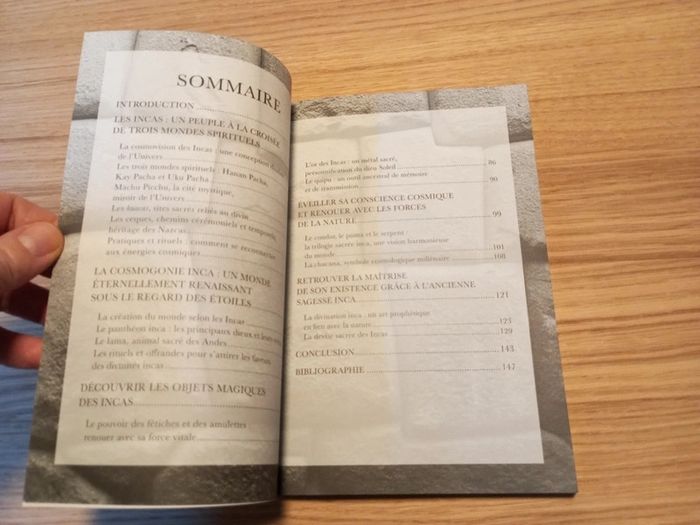 SOMMAIRE
INTRODUCTION
LES INCAS : UN PEUPLE À LA CROISÉE
DE TROIS MONDES SPIRITUELS
La cosmovision des Incas : une conception
de l'Univers
Les trois mondes spirituels : Hanan Pacha,
Kay Pacha et Uku Pacha
Machu Picchu, la cité mystique,
miroir de l'Univers
Les huacas, sites sacrés reliés au divin
Les ceques, chemins cérémoniels et temporels,
héritage des Nazcas
Pratiques et rituels : comment se reconnecter
aux énergies cosmiques
LA COSMOGONIE INCA : UN MONDE
ÉTERNELLEMENT RENAISSANT
SOUS LE REGARD DES ÉTOILES
La création du monde selon les Incas
Le panthéon inca : les principaux dieux et leurs
Le lama, animal sacré des Andes
Les rituels et offrandes pour s'attirer les faveurs
des divinités incas
DÉCOUVRIR LES OBJETS MAGIQUES
DES INCAS
Le pouvoir des fétiches et des amulettes :
renouer avec sa force vitale
L'or des Incas : un métal sacré,
personnification du dieu Soleil 86
Le quipu : un outil ancestral de mémoire 90
et de transmission
ÉVEILLER SA CONSCIENCE COSMIQUE
ET RENOUER AVEC LES FORCES
DE LA NATURE 99
Le condor, le puma et le serpent :
la trilogie sacrée inca, une vision harmonieuse
du monde 101
La chacana, symbole cosmologique millénaire 108
RETROUVER LA MAÎTRISE
DE SON EXISTENCE GRÂCE À L'ANCIENNE
SAGESSE INCA 121
La divination inca : un art prophétique
en lien avec la nature 123
La devise sacrée des Incas 129
CONCLUSION 143
BIBLIOGRAPHIE 147